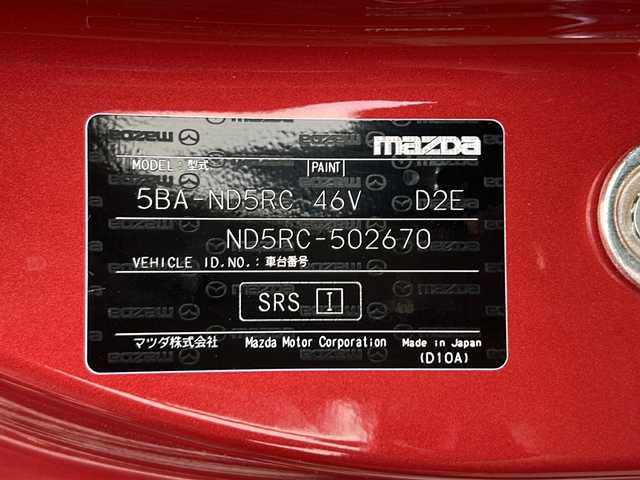 mazda
MODEL:型式 PAINT
5BA-ND5RC 46V D2E
ND5RC-502670
VEHICLE ID.NO.:車台番号
SRS I
マツダ株式会社 Mazda Motor Corporation Made in Japan
(D10A)